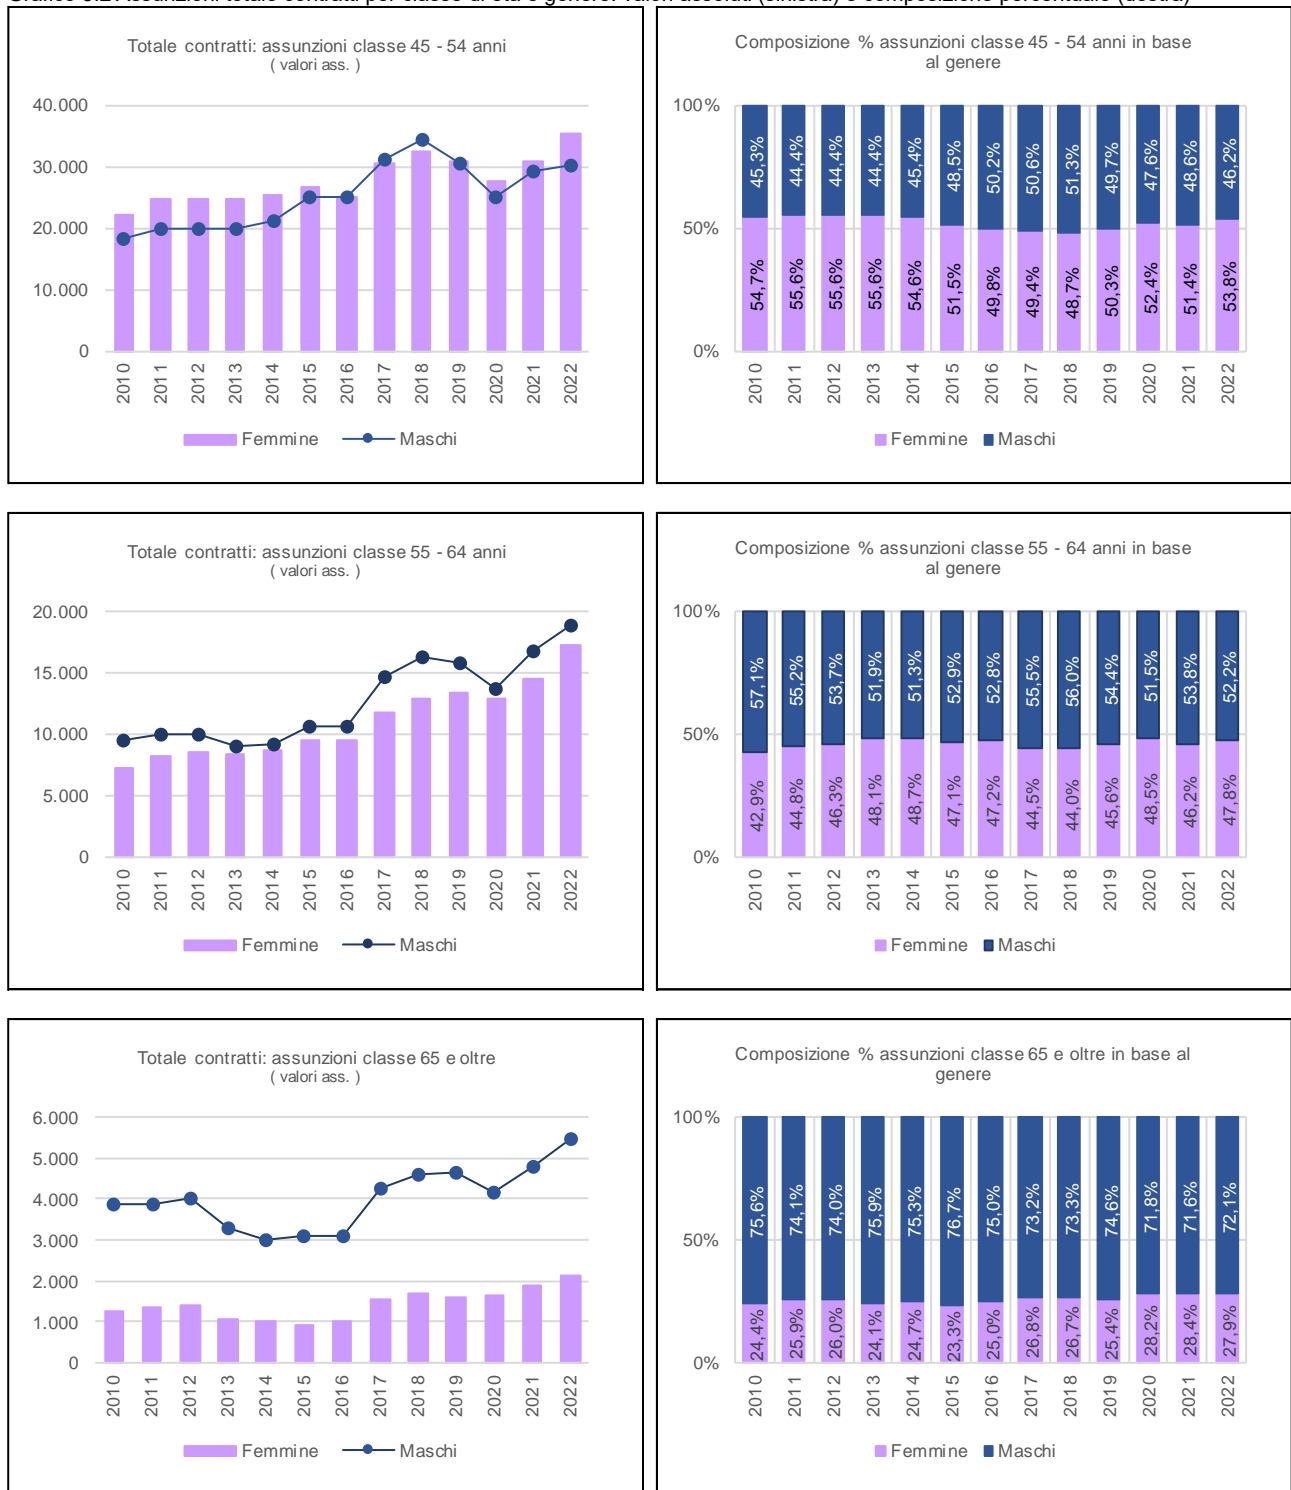 Totale contratti: assunzioni classe 45 - 54 anni
( valori ass. )
40.000
30.000
20.000
10.000
0
2010 2011 2012 2013 2014 2015 2016 2017 2018 2019 2020 2021 2022
Femmine Maschi
Composizione % assunzioni classe 45 - 54 anni in base
al genere
100%
50%
0%
45,3% 44,4% 44,4% 44,4% 45,4% 48,5% 50,2% 50,6% 51,3% 49,7% 47,6% 48,6% 46,2%
54,7% 55,6% 55,6% 55,6% 54,6% 51,5% 49,8% 49,4% 48,7% 50,3% 52,4% 51,4% 53,8%
2010 2011 2012 2013 2014 2015 2016 2017 2018 2019 2020 2021 2022
Femmine Maschi
Totale contratti: assunzioni classe 55 - 64 anni
( valori ass. )
20.000
15.000
10.000
5.000
0
2010 2011 2012 2013 2014 2015 2016 2017 2018 2019 2020 2021 2022
Femmine Maschi
Composizione % assunzioni classe 55 - 64 anni in base
al genere
100%
50%
0%
57,1% 55,2% 53,7% 51,9% 51,3% 52,9% 52,8% 55,5% 56,0% 54,4% 51,5% 53,8% 52,2%
42,9% 44,8% 46,3% 48,1% 48,7% 47,1% 47,2% 44,5% 44,0% 45,6% 48,5% 46,2% 47,8%
2010 2011 2012 2013 2014 2015 2016 2017 2018 2019 2020 2021 2022
Femmine Maschi
Totale contratti: assunzioni classe 65 e oltre
( valori ass. )
6.000
5.000
4.000
3.000
2.000
1.000
0
2010 2011 2012 2013 2014 2015 2016 2017 2018 2019 2020 2021 2022
Femmine Maschi
Composizione % assunzioni classe 65 e oltre in base al
genere
100%
50%
0%
75,6% 74,1% 74,0% 75,9% 75,3% 76,7% 75,0% 73,2% 73,3% 74,6% 71,8% 71,6% 72,1%
24,4% 25,9% 26,0% 24,1% 24,7% 23,3% 25,0% 26,8% 26,7% 25,4% 28,2% 28,4% 27,9%
2010 2011 2012 2013 2014 2015 2016 2017 2018 2019 2020 2021 2022
Femmine Maschi